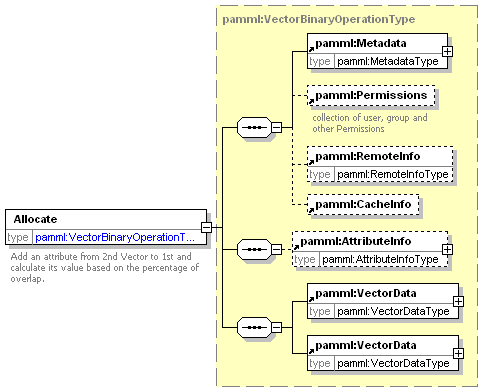 pamml:VectorBinaryOperationType
pamml:Metadata
type pamml:MetadataType
pamml:Permissions
collection of user, group and
other Permissions
pamml:RemoteInfo
type pamml:RemoteInfoType
pamml:CacheInfo
Allocate
type pamml:VectorBinaryOperationT...
Add an attribute from 2nd Vector to 1st and
calculate its value based on the percentage of
overlap.
pamml:AttributeInfo
type pamml:AttributeInfoType
pamml:VectorData
type pamml:VectorDataType
pamml:VectorData
type pamml:VectorDataType